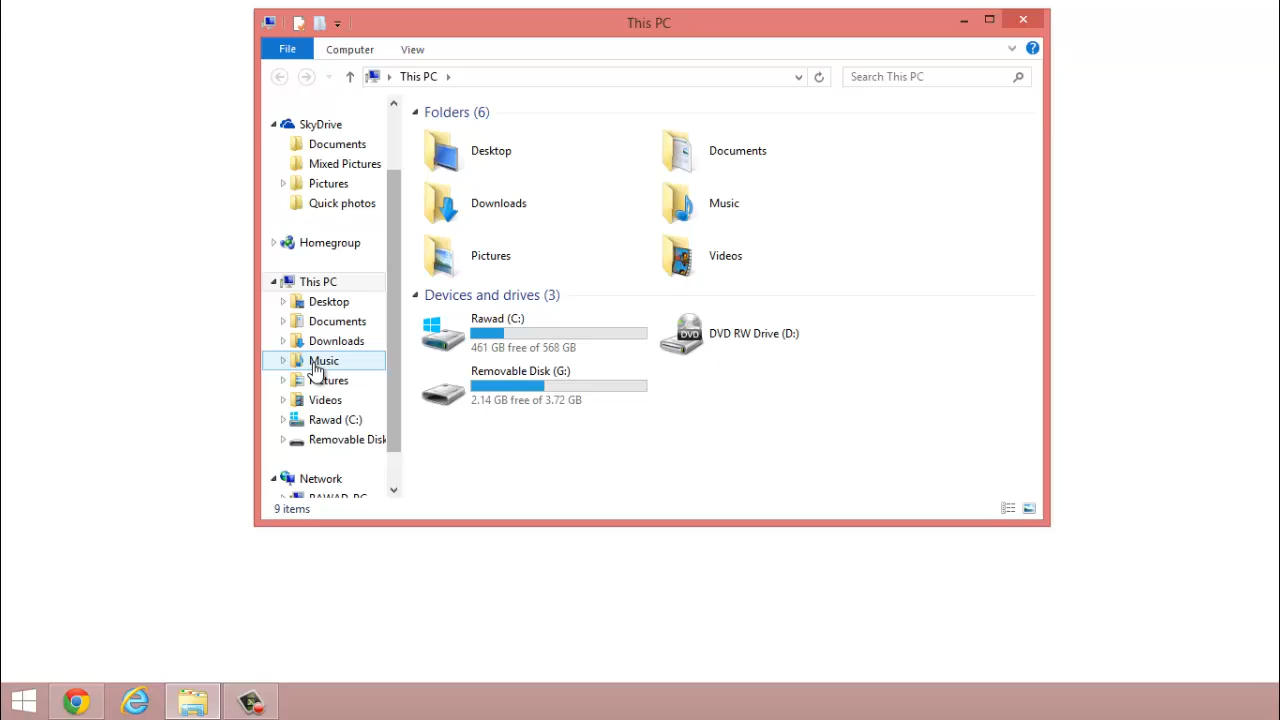 This PC
File
Computer
View
This PC
Search This PC
SkyDrive
Documents
Mixed Pictures
Pictures
Quick photos
Homegroup
This PC
Desktop
Documents
Downloads
Music
Videos
Rawad (C:)
Removable Disk
Network
Folders (6)
Desktop
Documents
Downloads
Music
Pictures
Videos
Devices and drives (3)
Rawad (C:)
461 GB free of 568 GB
DVD RW Drive (D:)
DVD
Removable Disk (G:)
2.14 GB free of 3.72 GB
9 items